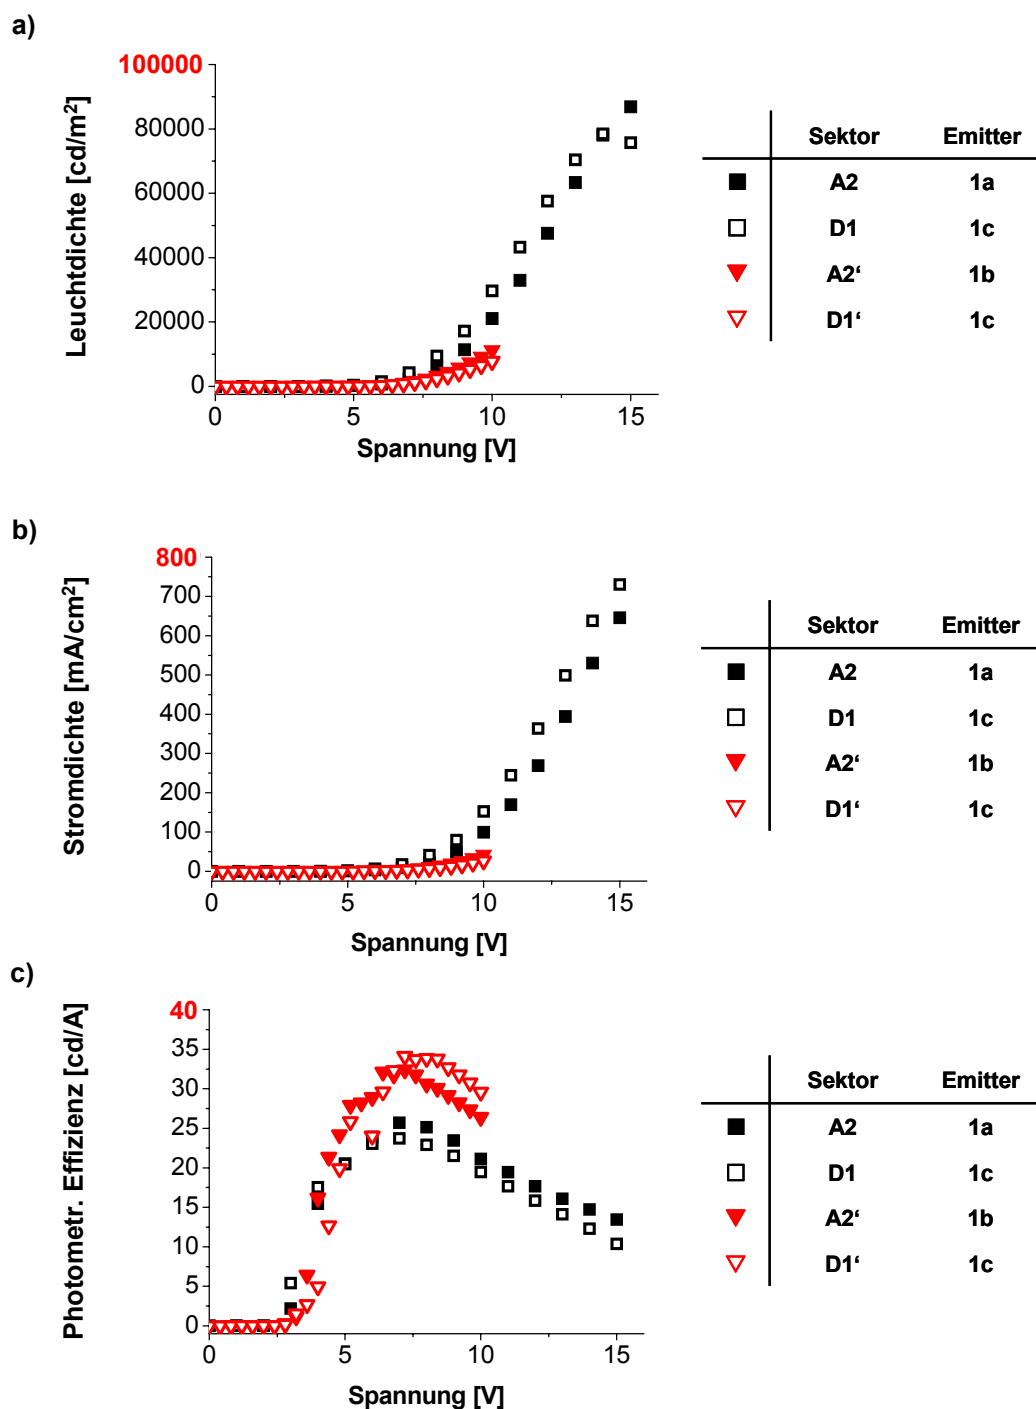 a)
Leuchtdichte [cd/m²]
100000
80000
60000
40000
20000
0
0 5 10 15
Spannung [V]
Sektor Emitter
A2 1a
D1 1c
A2‘ 1b
D1‘ 1c
b)
Stromdichte [mA/cm²]
800
700
600
500
400
300
200
100
0
0 5 10 15
Spannung [V]
Sektor Emitter
A2 1a
D1 1c
A2‘ 1b
D1‘ 1c
c)
Photometr. Effizienz [cd/A]
40
35
30
25
20
15
10
5
0
0 5 10 15
Spannung [V]
Sektor Emitter
A2 1a
D1 1c
A2‘ 1b
D1‘ 1c